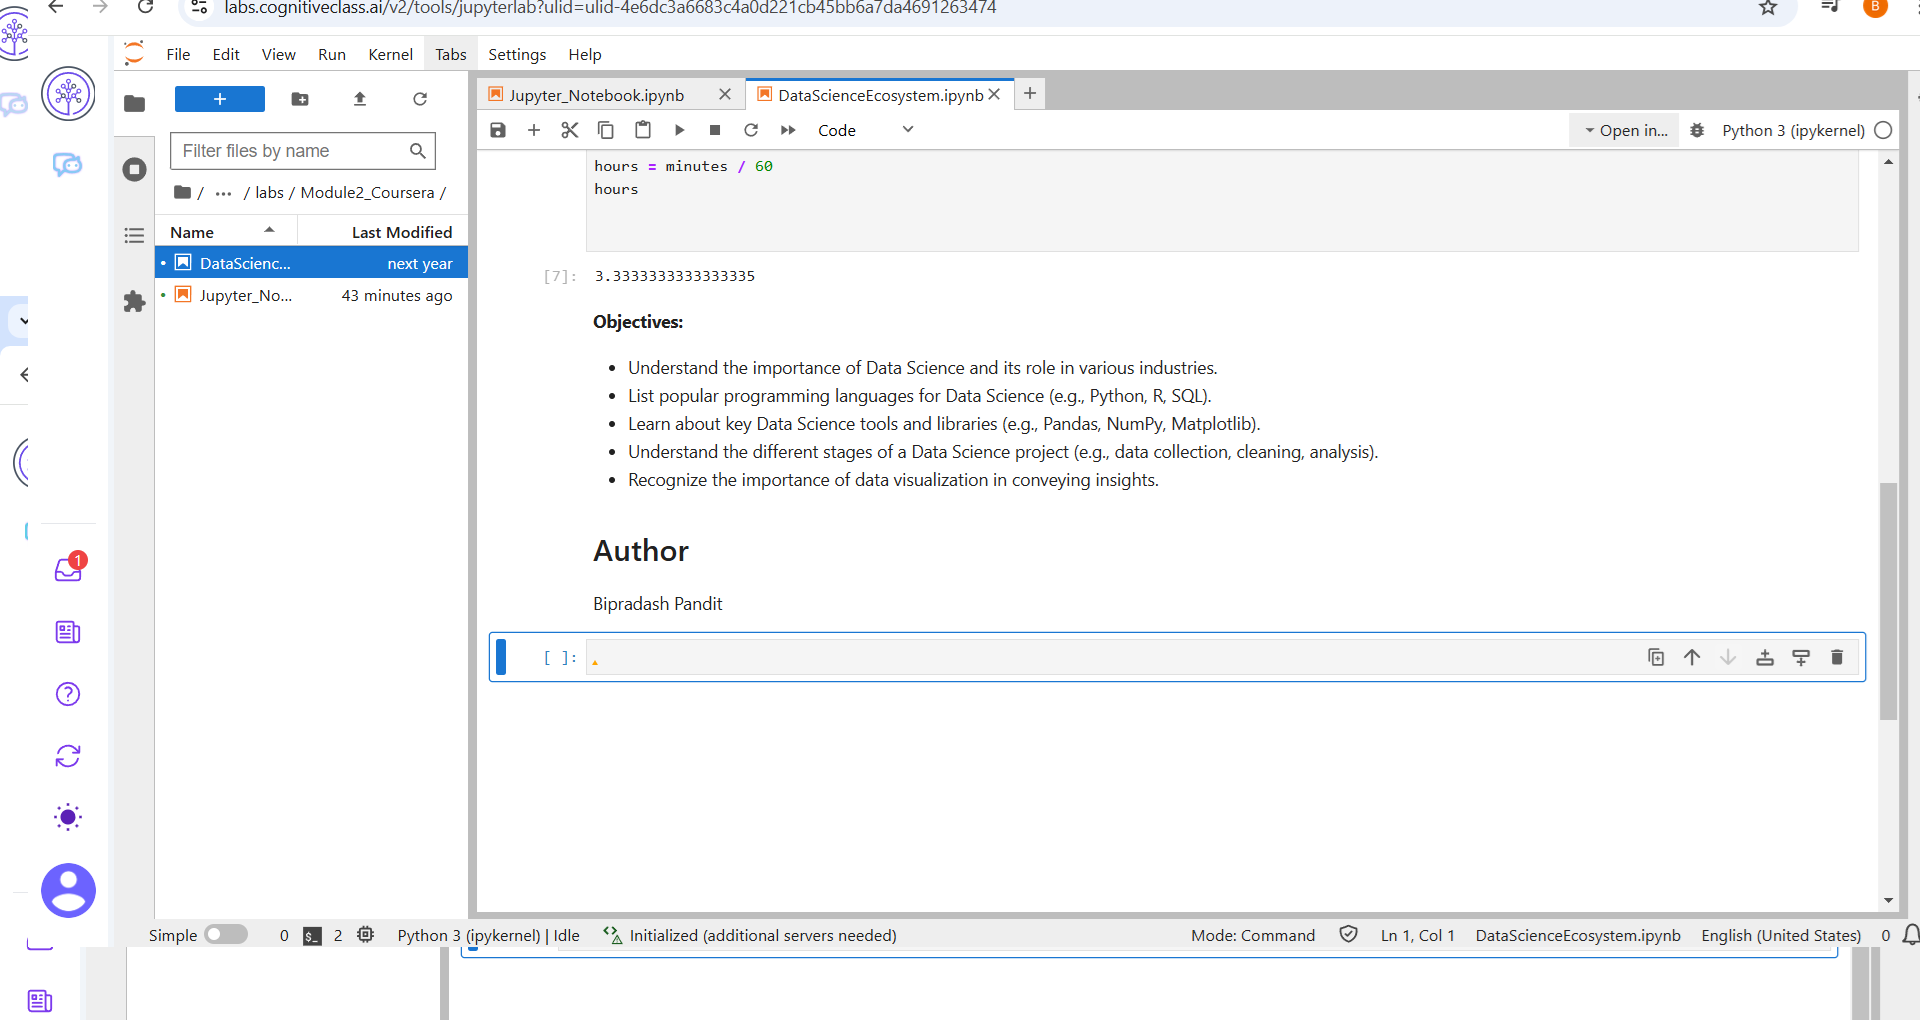 labs.cognitiveclass.ai/v2/tools/jupyterlab?ulid=ulid-4e6dc3a6683c4a0d221cb45bb6a7da4691263474
B
File Edit View Run Kernel Tabs Settings Help
Jupyter_Notebook.ipynb
DataScienceEcosystem.ipynb
Code
Open in...
Python 3 (ipykernel)
Filter files by name
/ ... / labs / Module2_Coursera /
Name Last Modified
DataScienc... next year
Jupyter_No... 43 minutes ago
hours = minutes / 60
hours
[7]: 3.3333333333333335
Objectives:
• Understand the importance of Data Science and its role in various industries.
• List popular programming languages for Data Science (e.g., Python, R, SQL).
• Learn about key Data Science tools and libraries (e.g., Pandas, NumPy, Matplotlib).
• Understand the different stages of a Data Science project (e.g., data collection, cleaning, analysis).
• Recognize the importance of data visualization in conveying insights.
Author
Bipradash Pandit
[ ]:
1
Simple 0 $_ 2 Python 3 (ipykernel) | Idle Initialized (additional servers needed) Mode: Command Ln 1, Col 1 DataScienceEcosystem.ipynb English (United States) 0